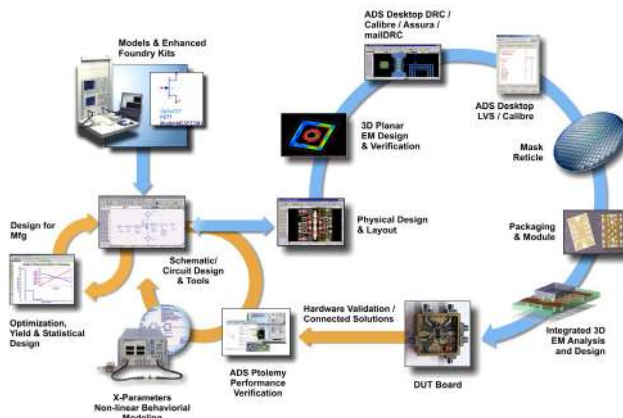 Models & Enhanced
Foundry Kits
ADS Desktop DRC /
Calibre / Assura /
mailDRC
ADS Desktop
LVS / Calibre
3D Planar
EM Design
& Verification
Mask
Reticle
Design for
Mfg
Physical Design
& Layout
Packaging
& Module
Schematic/
Circuit Design
& Tools
Optimization,
Yield & Statistical
Design
Hardware Validation /
Connected Solutions
Integrated 3D
EM Analysis
and Design
ADS Ptolemy
Performance
Verification
DUT Board
X-Parameters
Non-linear Behaviorial
Modeling